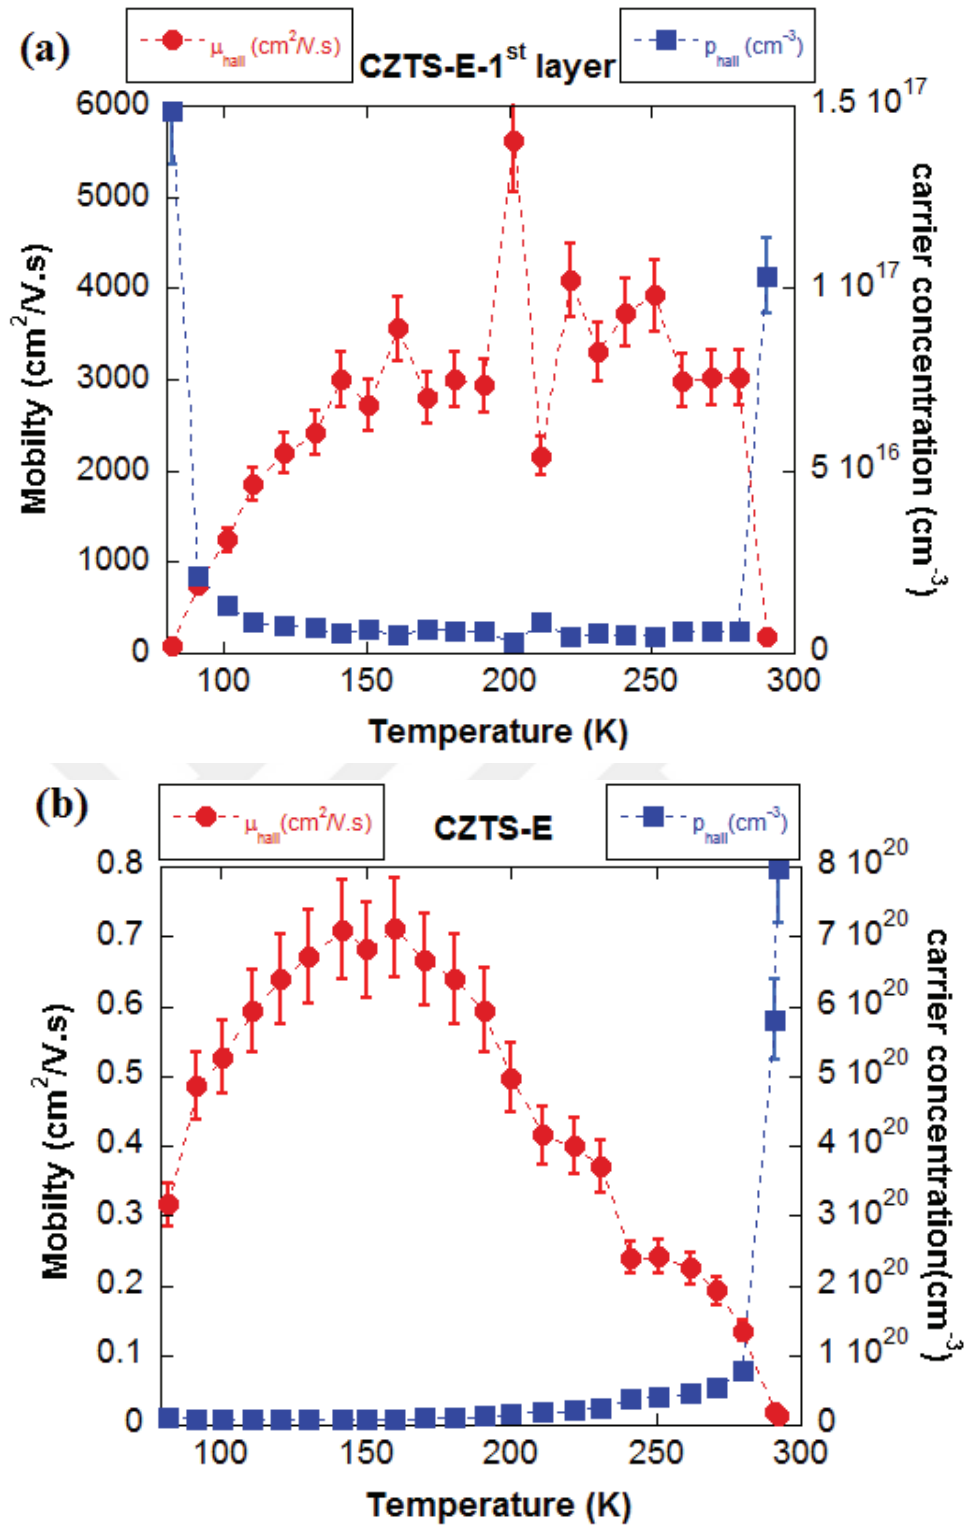 (a)
μhall (cm²/V.s)
phall (cm⁻³)
CZTS-E-1ˢᵗ layer
6000
5000
4000
3000
2000
1000
0
Mobilty (cm²/V.s)
1.5 10¹⁷
1 10¹⁷
5 10¹⁶
0
carrier concentration (cm⁻³)
100 150 200 250 300
Temperature (K)
(b)
μhall(cm²/V.s)
phall(cm⁻³)
CZTS-E
0.8
0.7
0.6
0.5
0.4
0.3
0.2
0.1
0
Mobilty (cm²/V.s)
8 10²⁰
7 10²⁰
6 10²⁰
5 10²⁰
4 10²⁰
3 10²⁰
2 10²⁰
1 10²⁰
0
carrier concentration(cm⁻³)
100 150 200 250 300
Temperature (K)